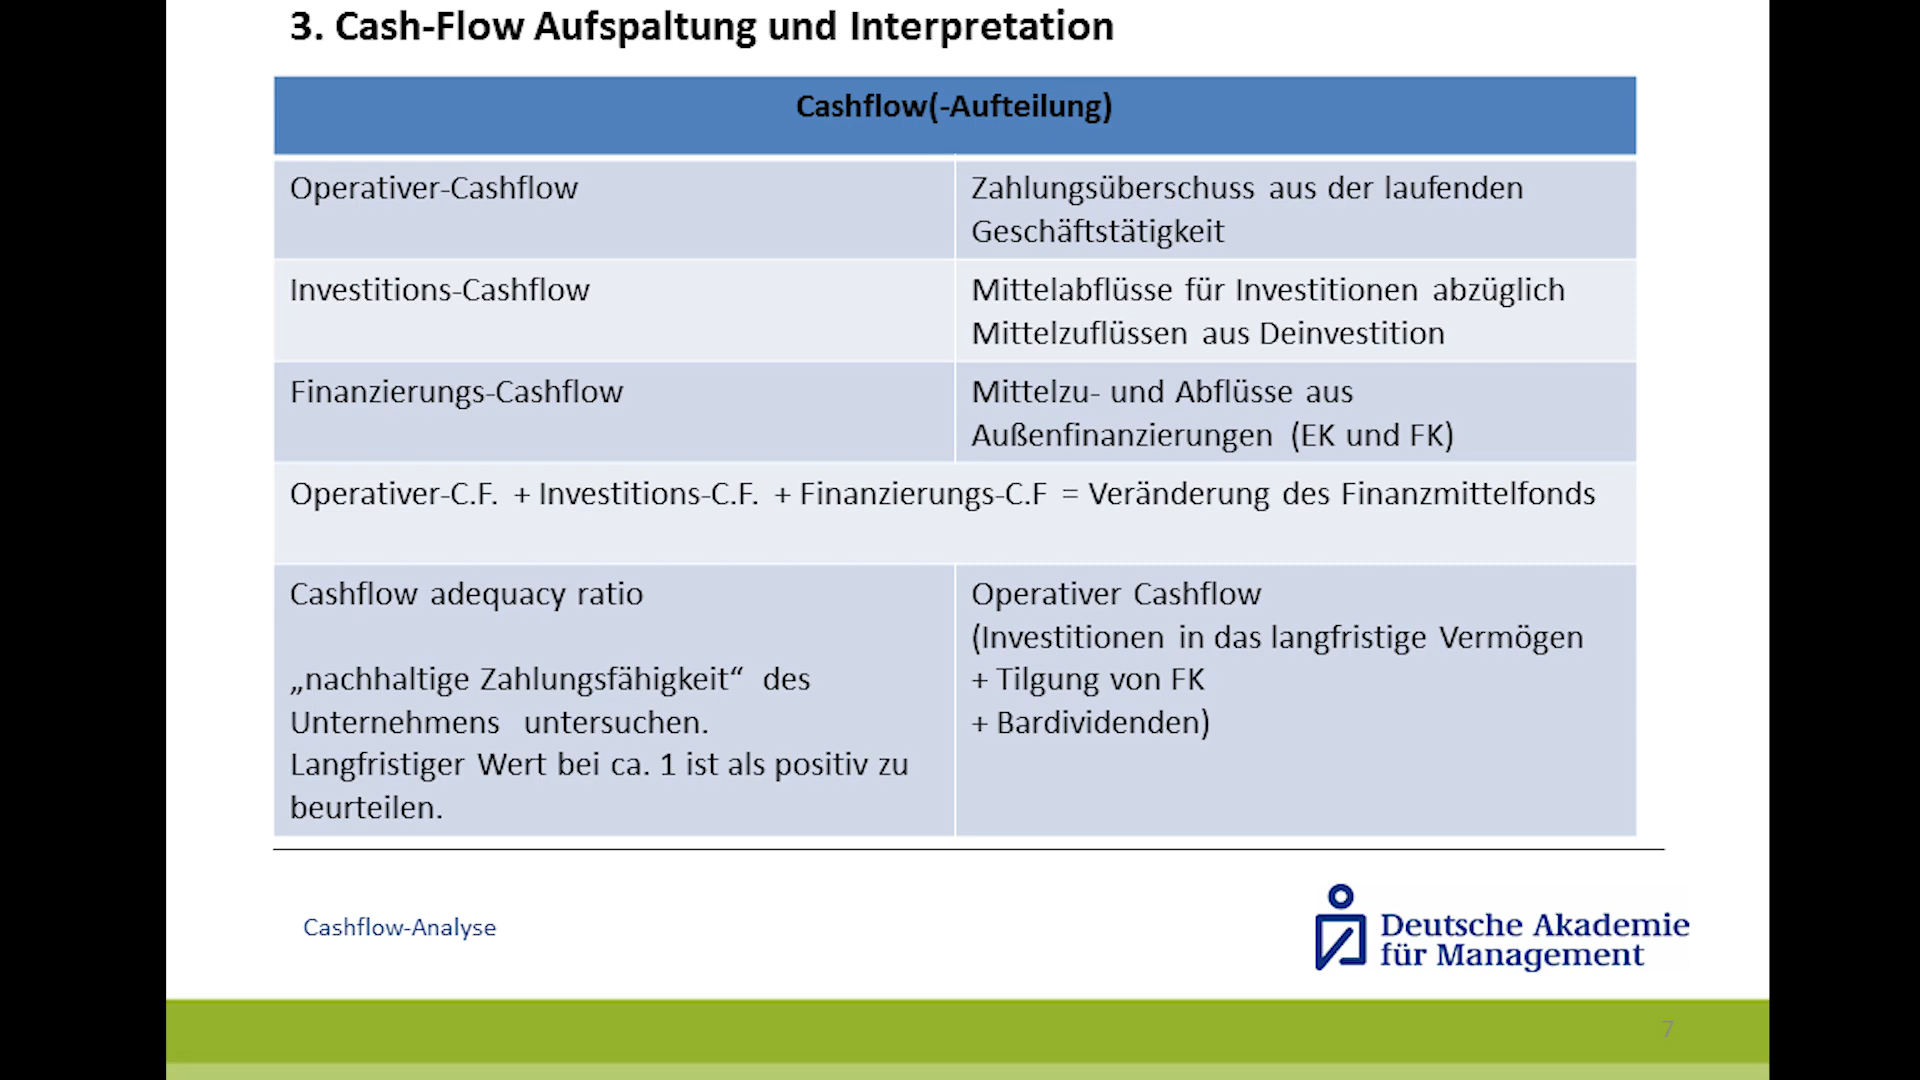 3. Cash-Flow Aufspaltung und Interpretation
Cashflow(-Aufteilung)
Operativer-Cashflow
Zahlungsüberschuss aus der laufenden
Geschäftstätigkeit
Investitions-Cashflow
Mittelabflüsse für Investitionen abzüglich
Mittelzuflüssen aus Deinvestition
Finanzierungs-Cashflow
Mittelzu- und Abflüsse aus
Außenfinanzierungen (EK und FK)
Operativer-C.F. + Investitions-C.F. + Finanzierungs-C.F = Veränderung des Finanzmittelfonds
Cashflow adequacy ratio
„nachhaltige Zahlungsfähigkeit“ des
Unternehmens untersuchen.
Langfristiger Wert bei ca. 1 ist als positiv zu
beurteilen.
Operativer Cashflow
(Investitionen in das langfristige Vermögen
+ Tilgung von FK
+ Bardividenden)
Cashflow-Analyse
Deutsche Akademie
für Management
7